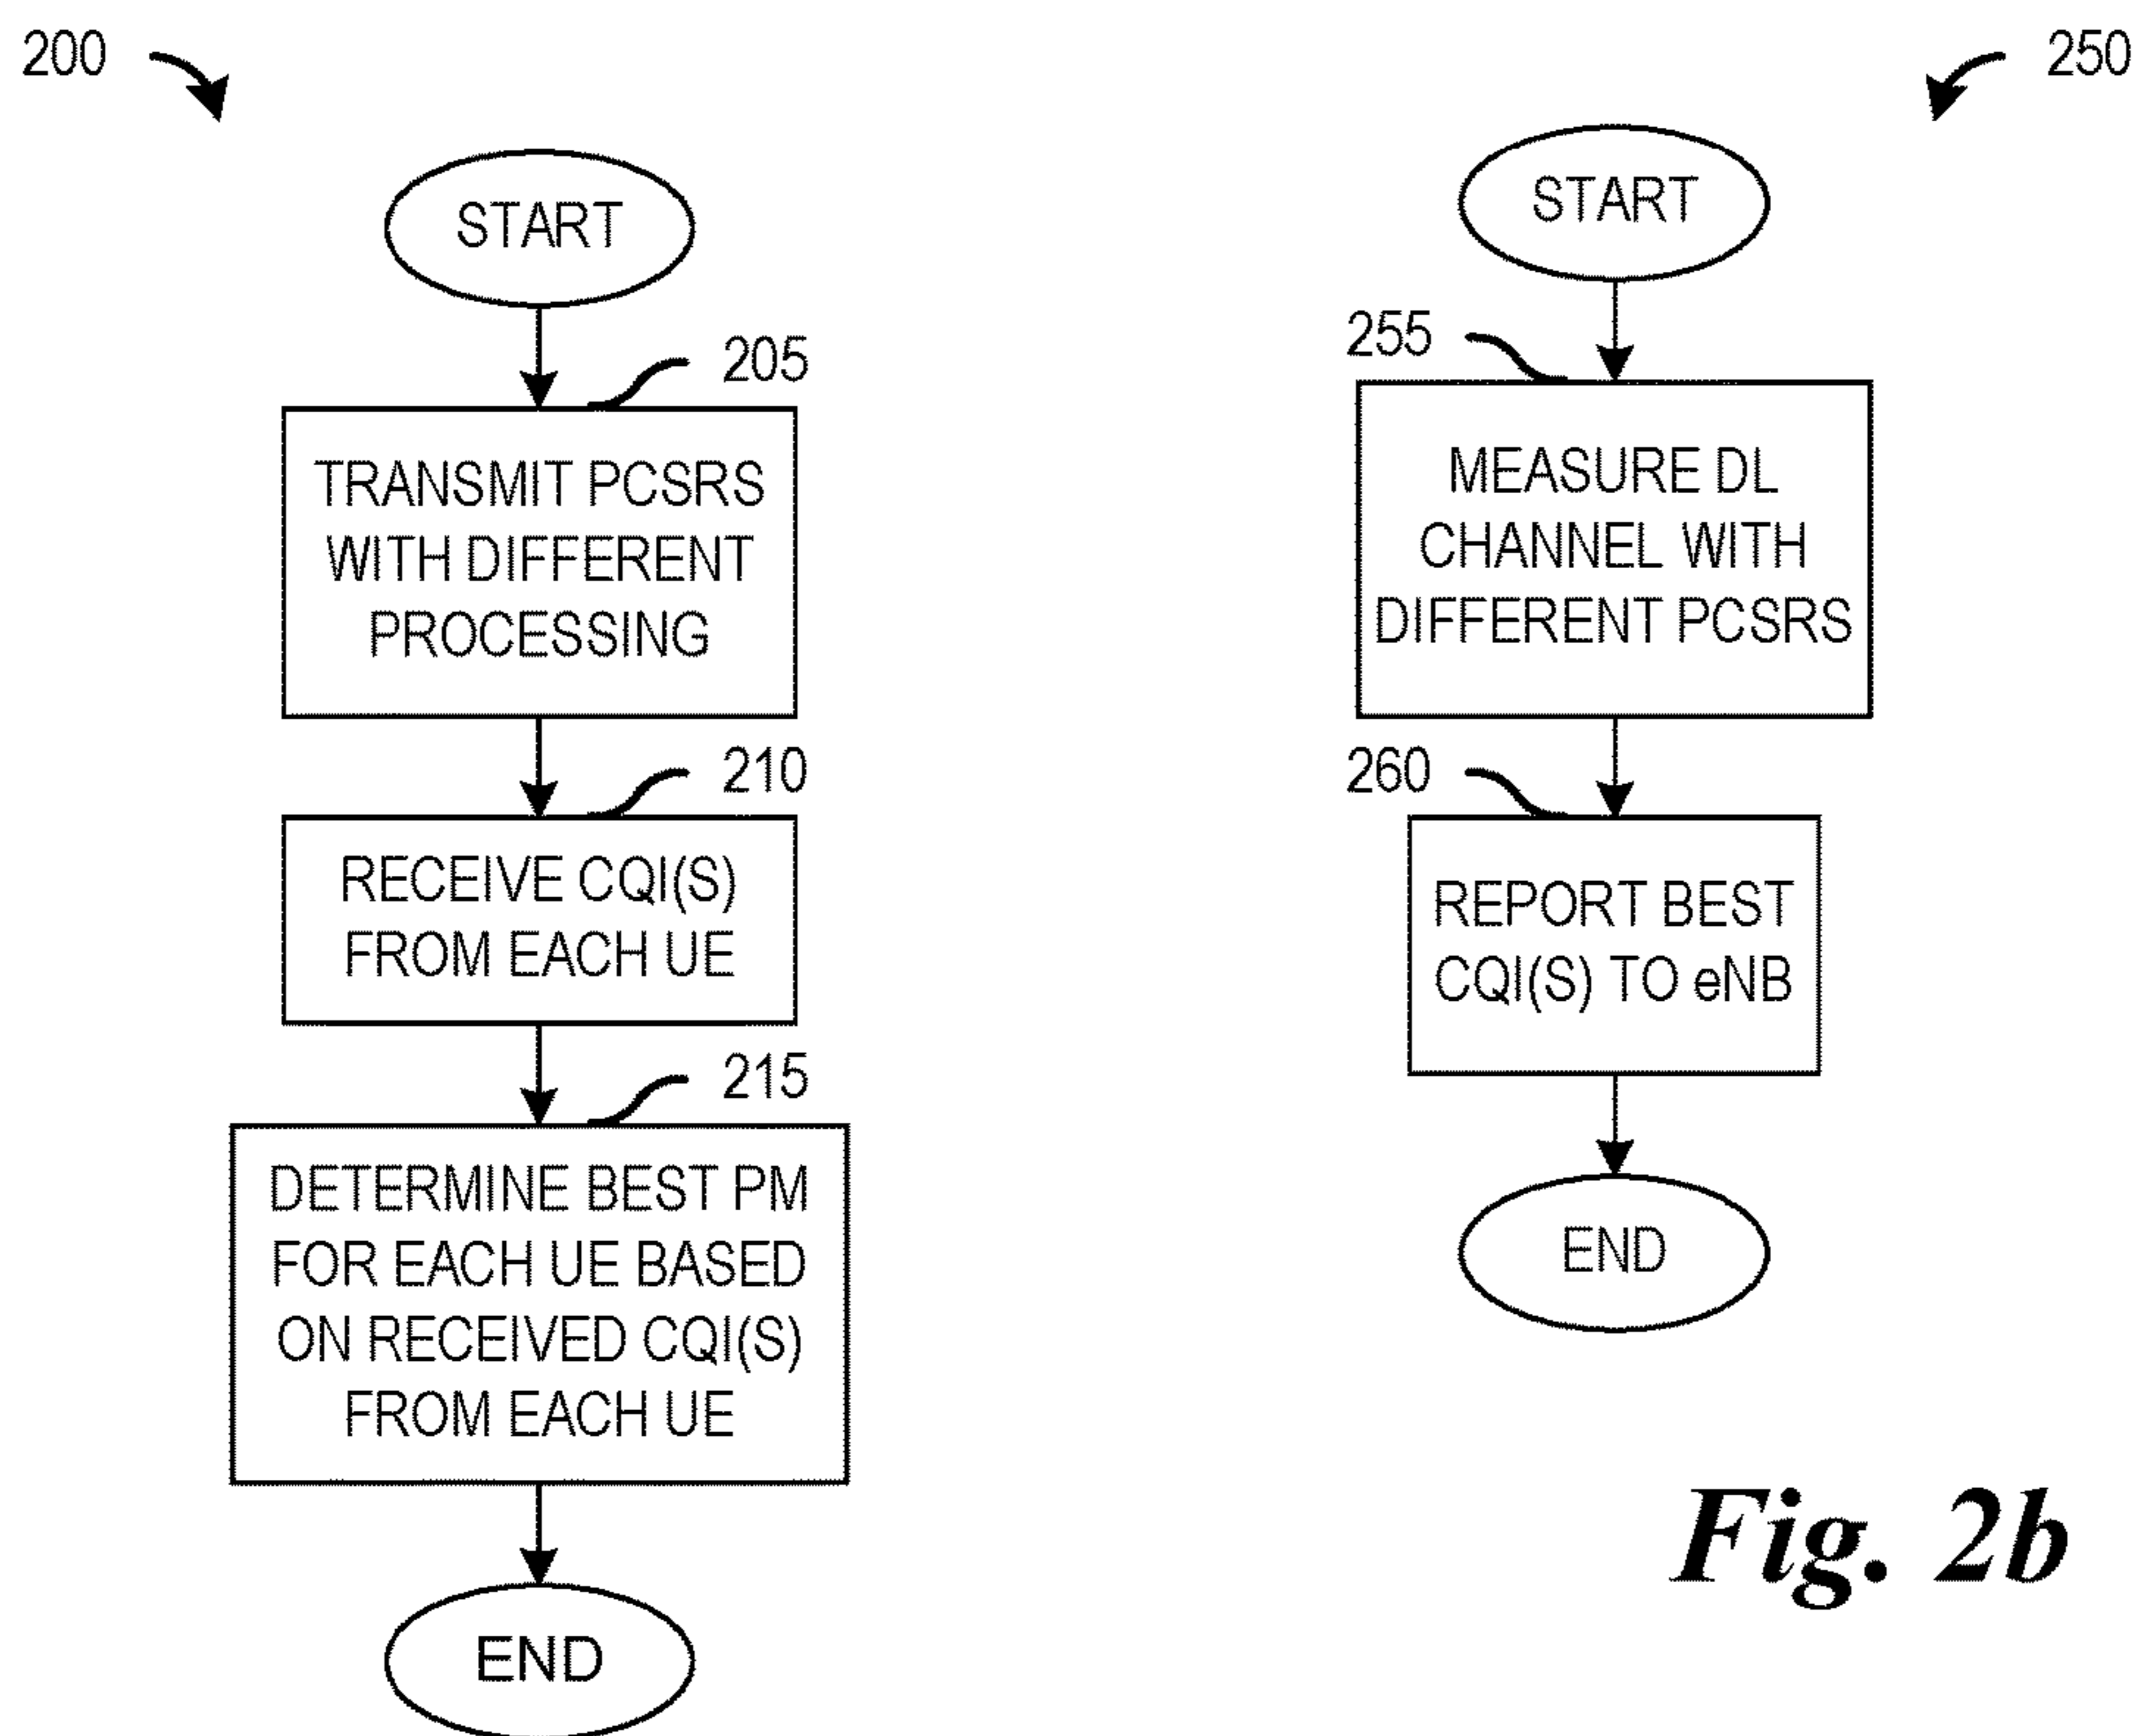 200
START
205
TRANSMIT PCSRS
WITH DIFFERENT
PROCESSING
210
RECEIVE CQI(S)
FROM EACH UE
215
DETERMINE BEST PM
FOR EACH UE BASED
ON RECEIVED CQI(S)
FROM EACH UE
END
250
START
255
MEASURE DL
CHANNEL WITH
DIFFERENT PCSRS
260
REPORT BEST
CQI(S) TO eNB
END
Fig. 2b